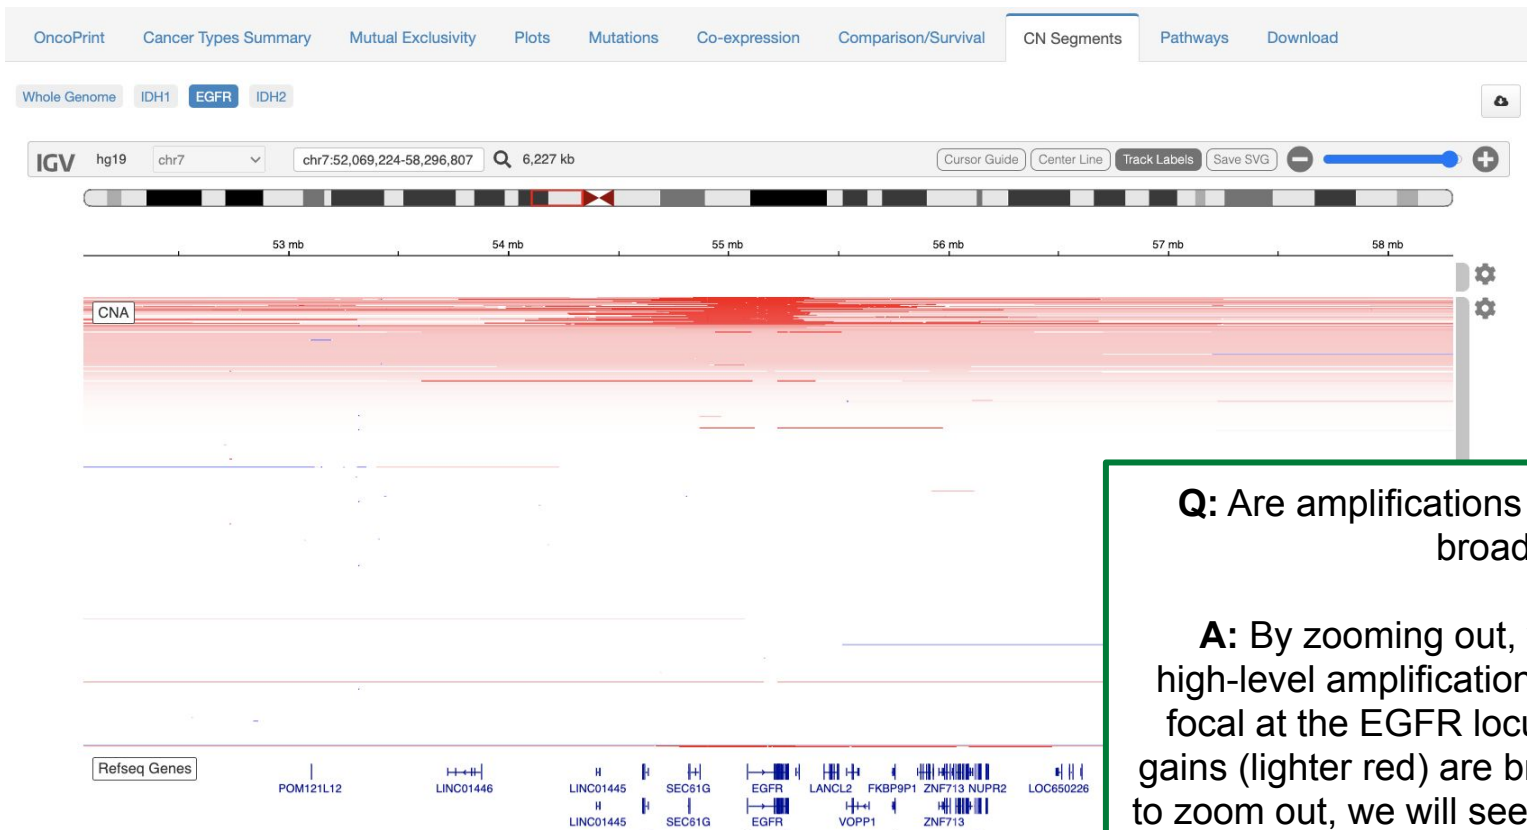 OncoPrint Cancer Types Summary Mutual Exclusivity Plots Mutations Co-expression Comparison/Survival CN Segments Pathways Download
Whole Genome IDH1 EGFR IDH2
IGV hg19 chr7 chr7:52,069,224-58,296,807 6,227 kb Cursor Guide Center Line Track Labels Save SVG
53 mb 54 mb 55 mb 56 mb 57 mb 58 mb
CNA
Q: Are amplifications
broad
A: By zooming out,
high-level amplification
focal at the EGFR locu
gains (lighter red) are br
to zoom out, we will see
Refseq Genes
POM121L12 LINC01446 LINC01445 SEC61G EGFR LANCL2 FKBP9P1 ZNF713 NUPR2 LOC650226
LINC01445 SEC61G EGFR VOPP1 ZNF713